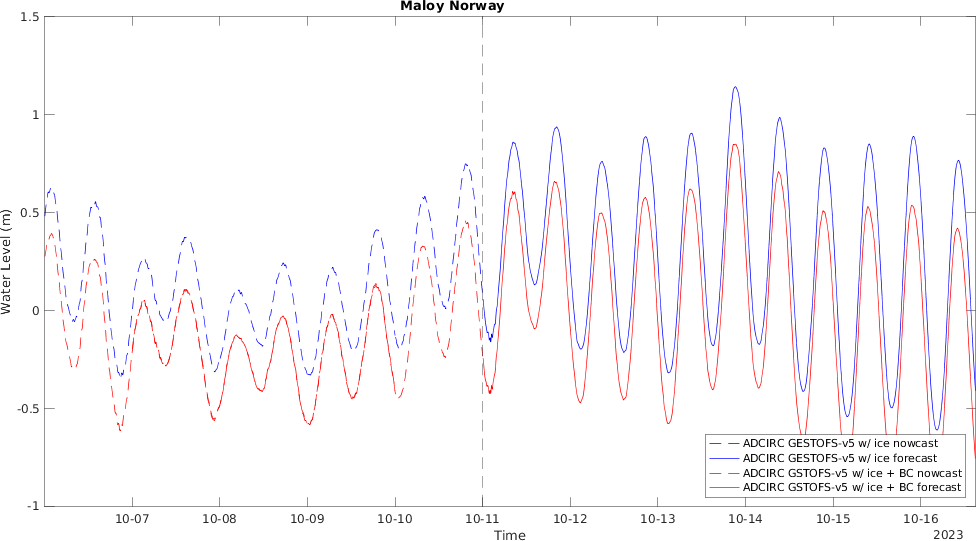 Maloy Norway
1.5
1
0.5
0
-0.5
-1
Water Level (m)
10-07 10-08 10-09 10-10 10-11 10-12 10-13 10-14 10-15 10-16
Time
2023
ADCIRC GESTOFS-v5 w/ ice nowcast
ADCIRC GESTOFS-v5 w/ ice forecast
ADCIRC GSTOFS-v5 w/ ice + BC nowcast
ADCIRC GSTOFS-v5 w/ ice + BC forecast